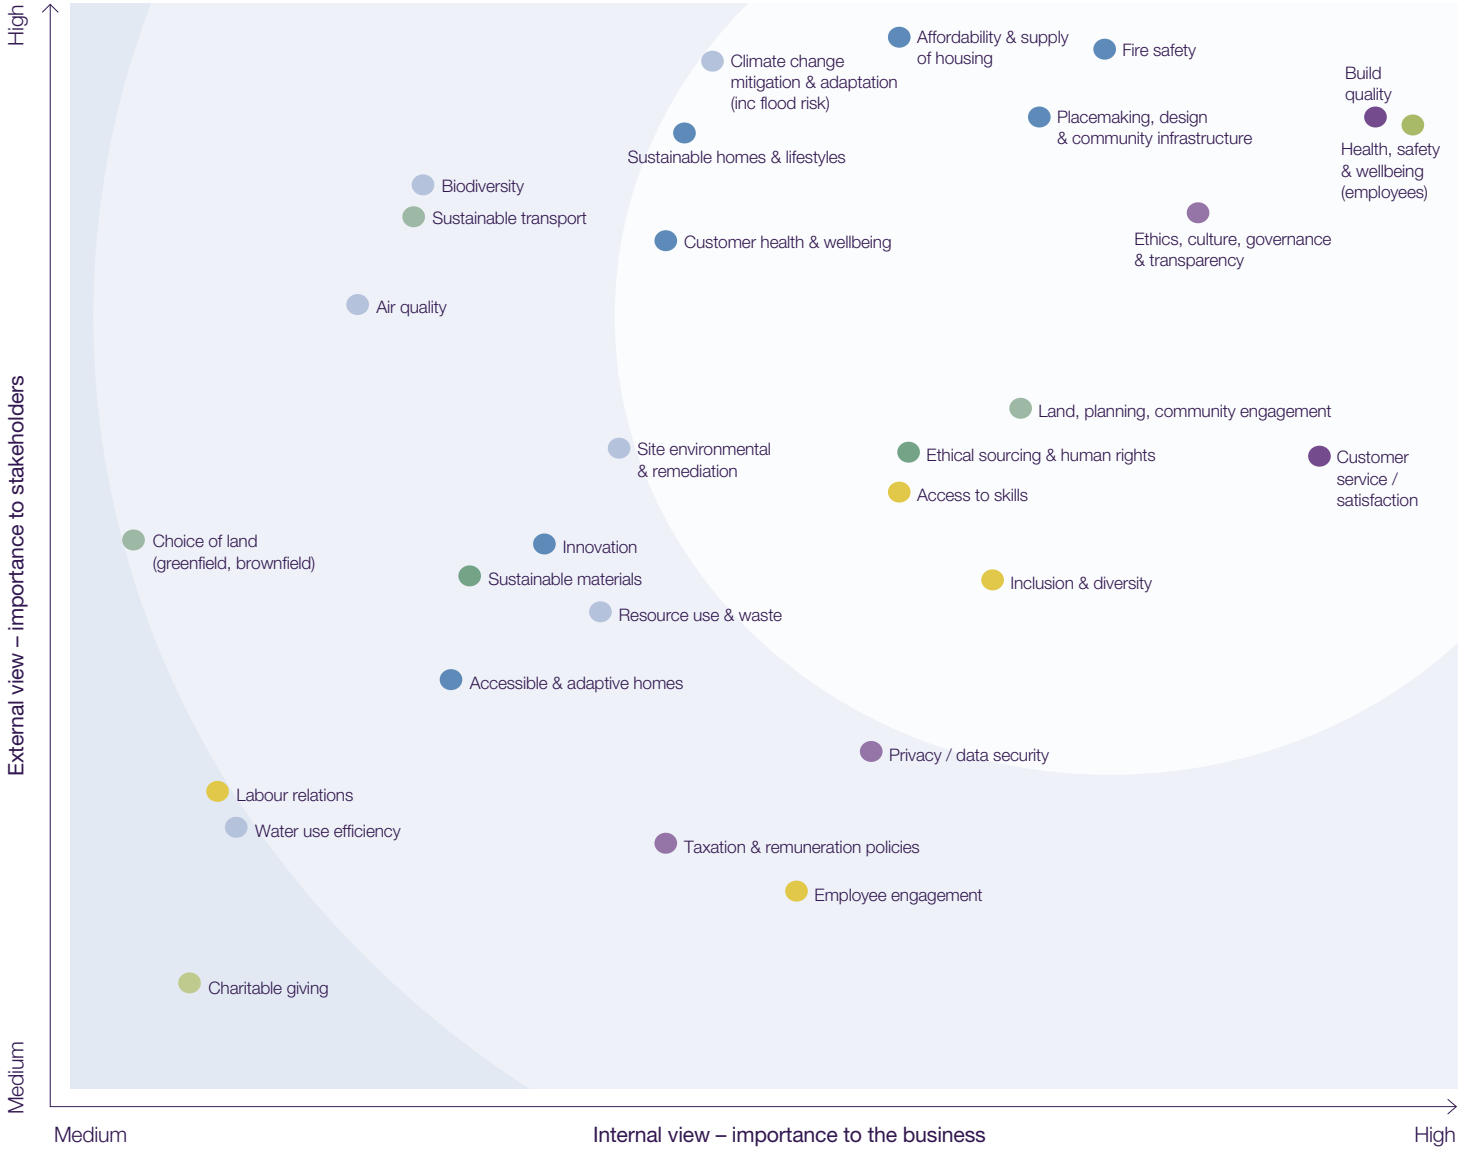 High
Affordability & supply
of housing
Fire safety
Climate change
mitigation & adaptation
(inc flood risk)
Build
quality
Placemaking, design
& community infrastructure
Sustainable homes & lifestyles
Health, safety
& wellbeing
(employees)
Biodiversity
Sustainable transport
Customer health & wellbeing
Ethics, culture, governance
& transparency
Air quality
Land, planning, community engagement
Site environmental
& remediation
Ethical sourcing & human rights
Customer
service /
satisfaction
Access to skills
External view – importance to stakeholders
Choice of land
(greenfield, brownfield)
Innovation
Sustainable materials
Inclusion & diversity
Resource use & waste
Accessible & adaptive homes
Privacy / data security
Labour relations
Water use efficiency
Taxation & remuneration policies
Employee engagement
Charitable giving
Medium
Medium
Internal view – importance to the business
High